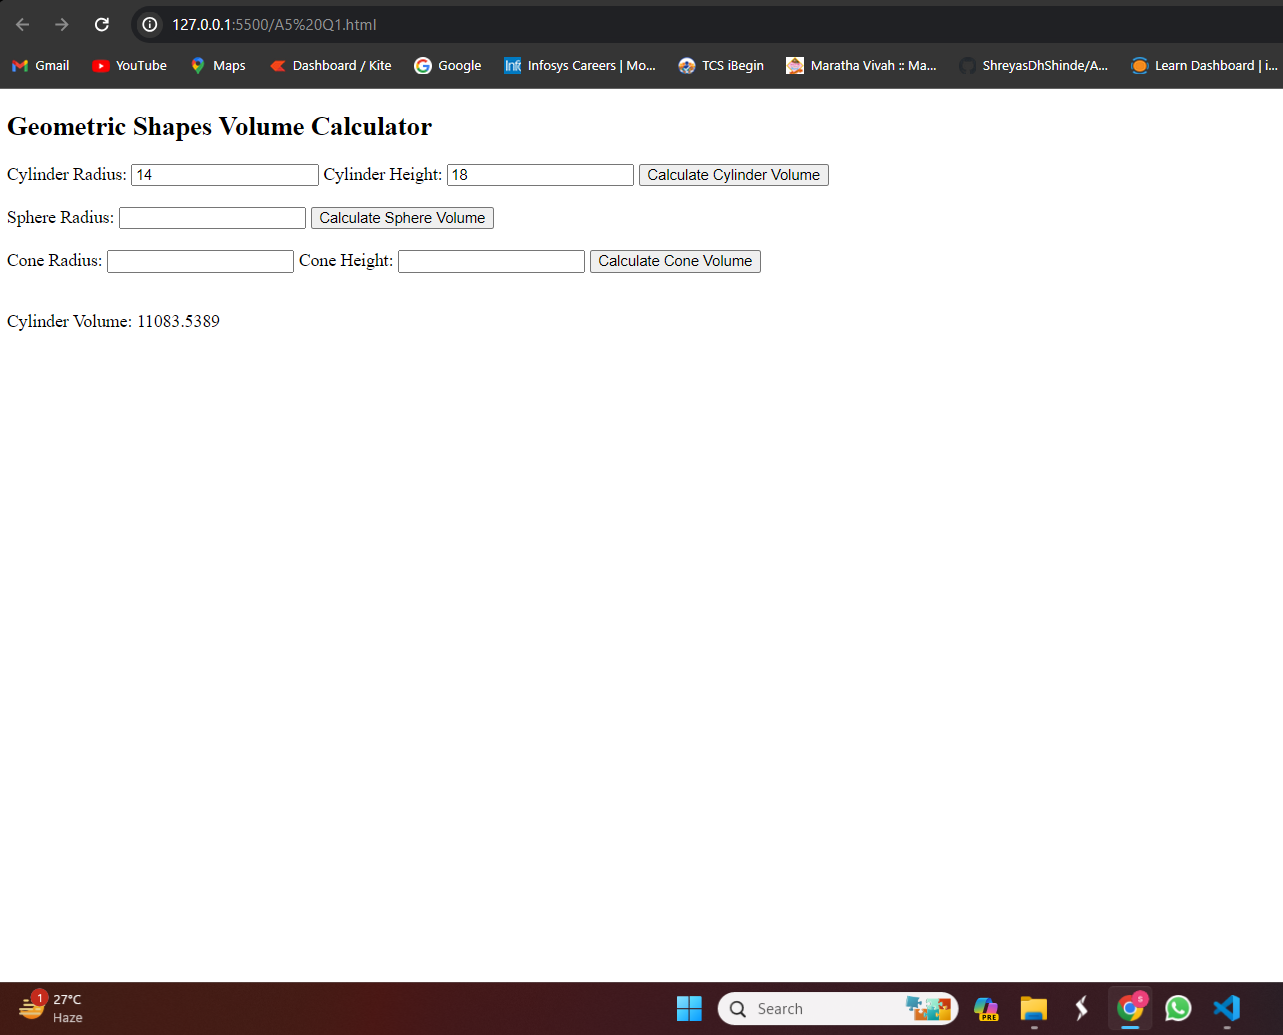 127.0.0.1:5500/A5%20Q1.html
Gmail YouTube Maps Dashboard / Kite Google Infosys Careers | Mo... TCS iBegin Maratha Vivah :: Ma... ShreyasDhShinde/A... Learn Dashboard | i...
Geometric Shapes Volume Calculator
Cylinder Radius: 14 Cylinder Height: 18 Calculate Cylinder Volume
Sphere Radius: Calculate Sphere Volume
Cone Radius: Cone Height: Calculate Cone Volume
Cylinder Volume: 11083.5389
1 27°C Search PRE s
Haze